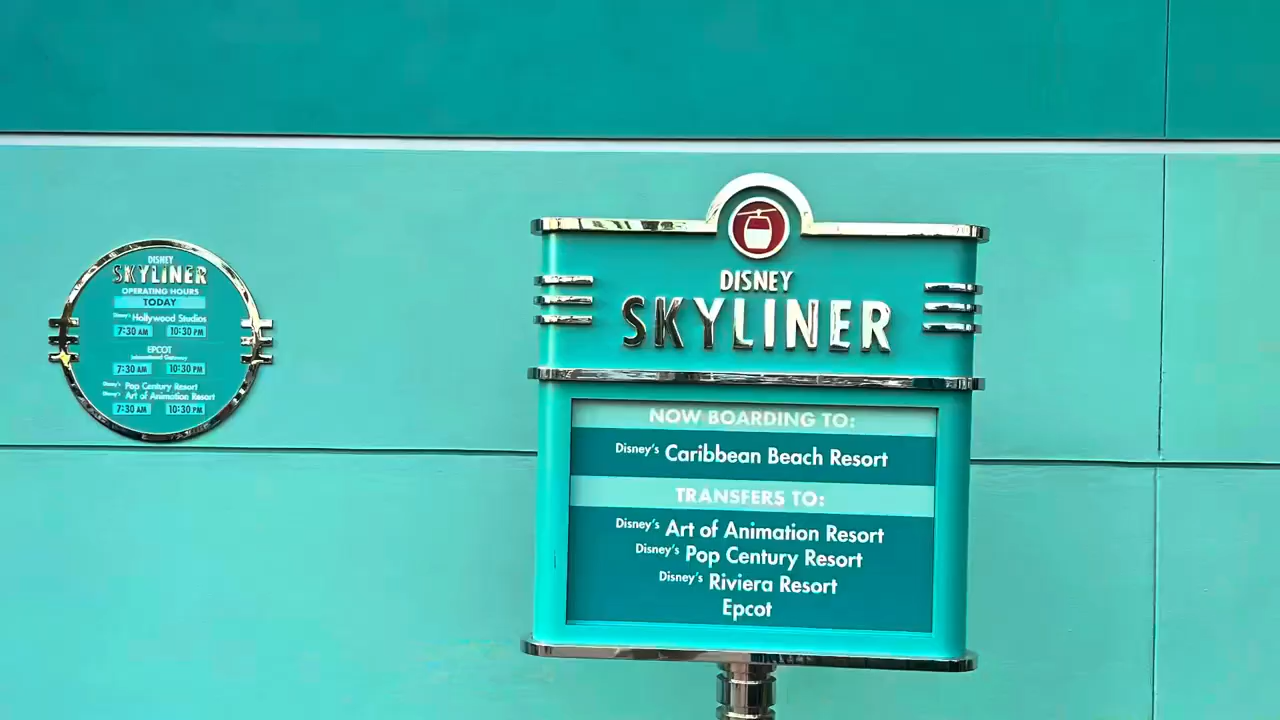 DISNEY
SKYLINER
OPERATING HOURS
TODAY
Disney's Hollywood Studios
7:30 AM 10:30 PM
EPCOT
International Gateway
7:30 AM 10:30 PM
Disney's Pop Century Resort
Disney's Art of Animation Resort
7:30 AM 10:30 PM
DISNEY
SKYLINER
NOW BOARDING TO:
Disney's Caribbean Beach Resort
TRANSFERS TO:
Disney's Art of Animation Resort
Disney's Pop Century Resort
Disney's Riviera Resort
Epcot